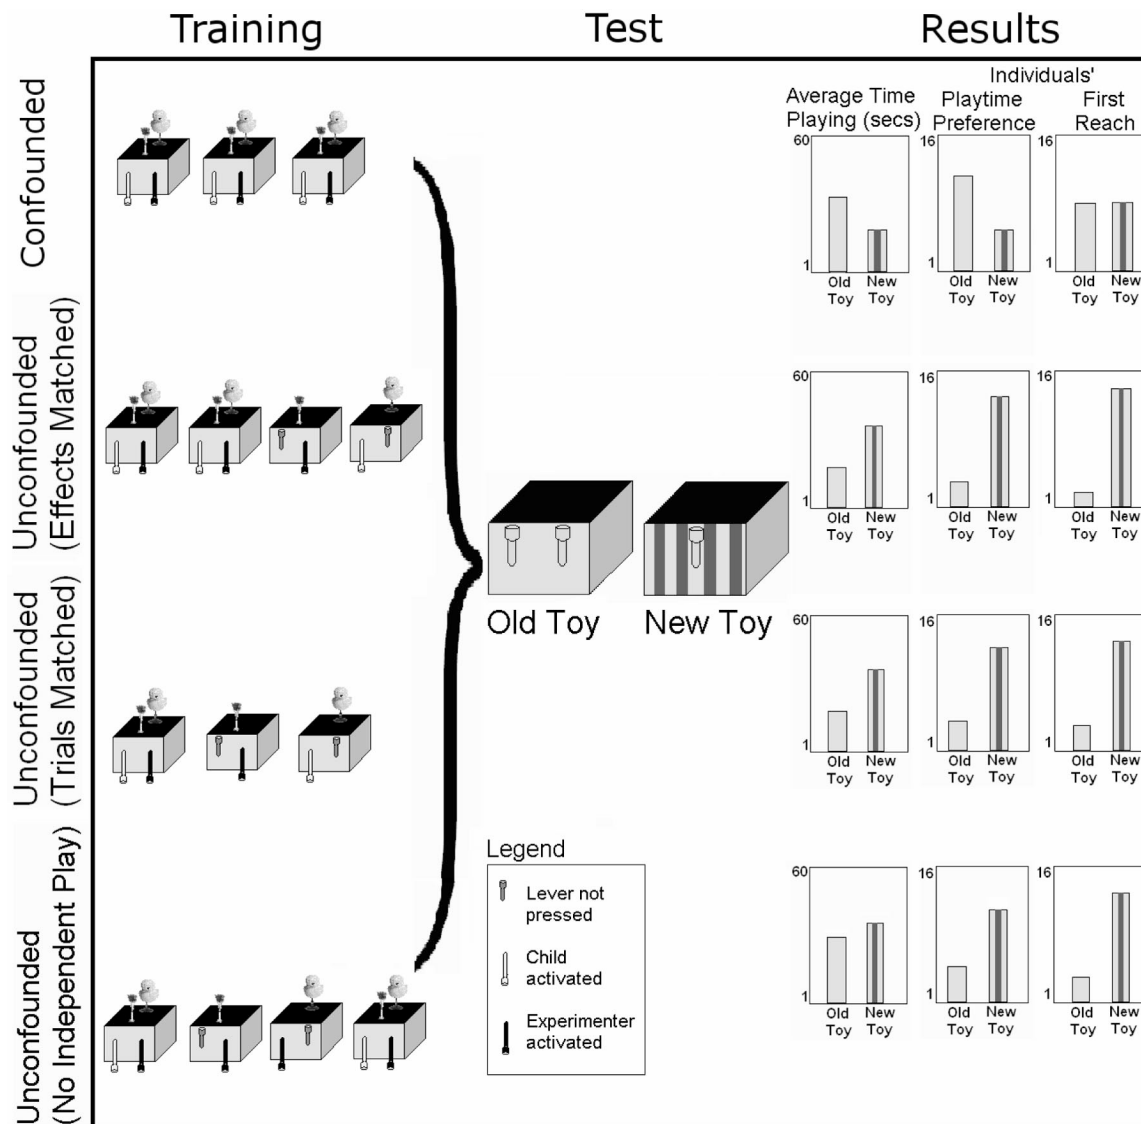 Training
Test
Results
Confounded
Average Time
Playing (secs)
Individuals'
Playtime
Preference
First
Reach
60
1
Old
Toy
New
Toy
16
1
Old
Toy
New
Toy
16
1
Old
Toy
New
Toy
Unconfounded
(Effects Matched)
60
1
Old
Toy
New
Toy
16
1
Old
Toy
New
Toy
16
1
Old
Toy
New
Toy
Old Toy
New Toy
Unconfounded
(Trials Matched)
60
1
Old
Toy
New
Toy
16
1
Old
Toy
New
Toy
16
1
Old
Toy
New
Toy
Unconfounded
(No Independent Play)
Legend
Lever not
pressed
Child
activated
Experimenter
activated
60
1
Old
Toy
New
Toy
16
1
Old
Toy
New
Toy
16
1
Old
Toy
New
Toy